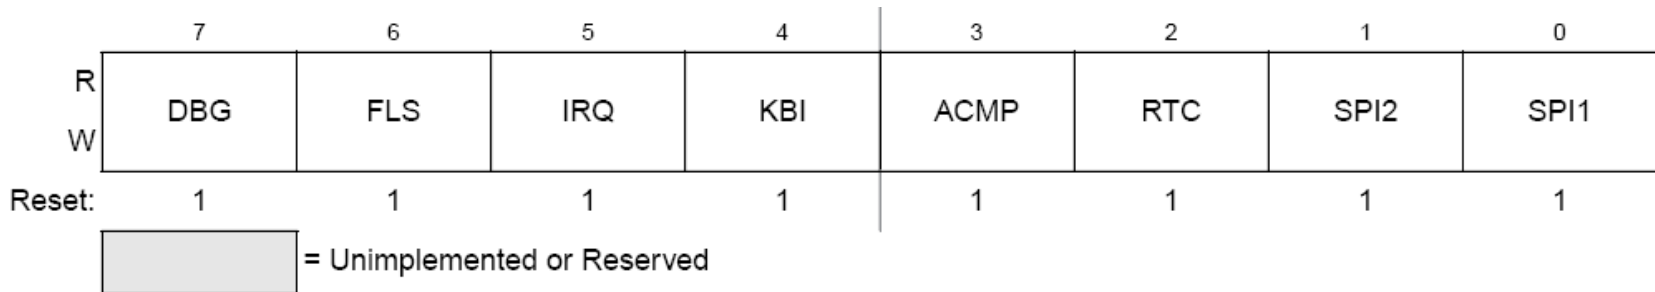 7 6 5 4 3 2 1 0
R
DBG FLS IRQ KBI ACMP RTC SPI2 SPI1
W
Reset: 1 1 1 1 1 1 1 1
= Unimplemented or Reserved